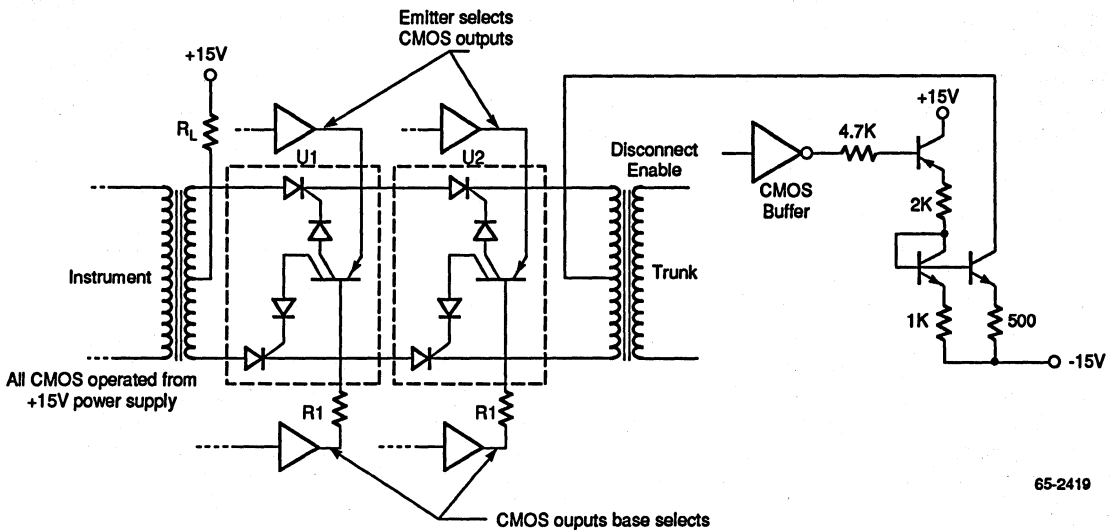 Emitter selects
CMOS outputs
+15V
RL
U1
U2
Disconnect
Enable
4.7K
+15V
CMOS
Buffer
2K
Instrument
Trunk
1K
500
-15V
All CMOS operated from
+15V power supply
R1
R1
65-2419
CMOS ouputs base selects